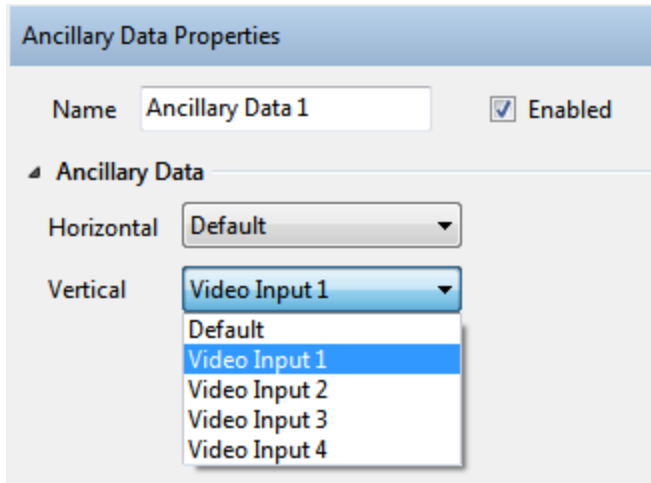 Ancillary Data Properties
Name Ancillary Data 1 Enabled
Ancillary Data
Horizontal Default
Vertical Video Input 1
Default
Video Input 1
Video Input 2
Video Input 3
Video Input 4